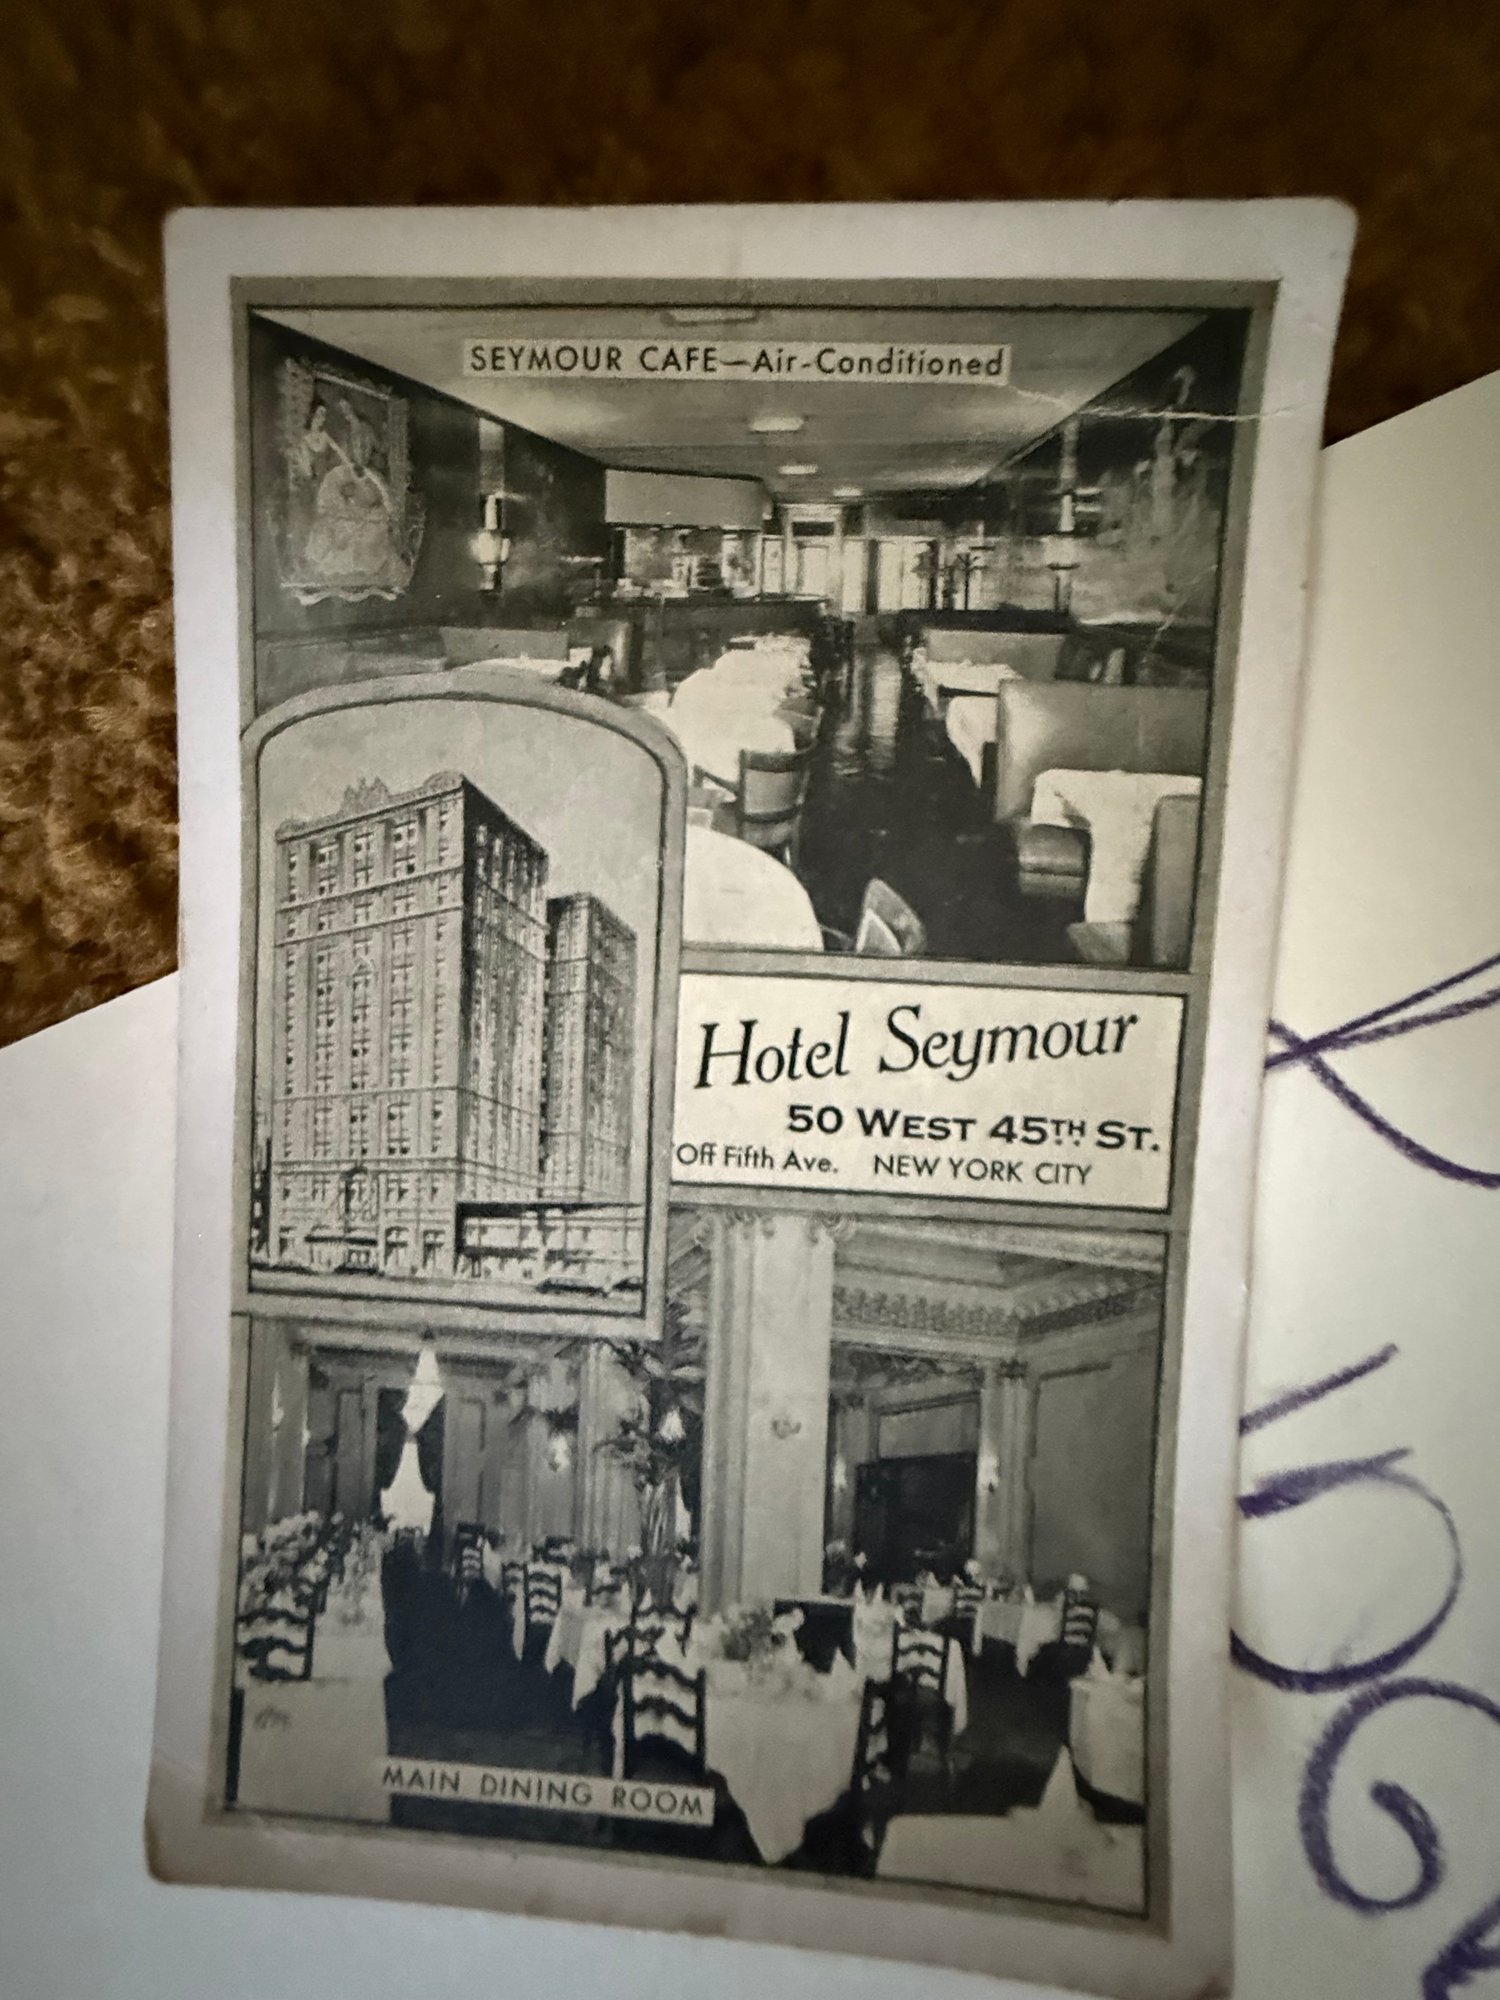 SEYMOUR CAFE—Air-Conditioned
Hotel Seymour
50 WEST 45TH ST.
Off Fifth Ave. NEW YORK CITY
MAIN DINING ROOM